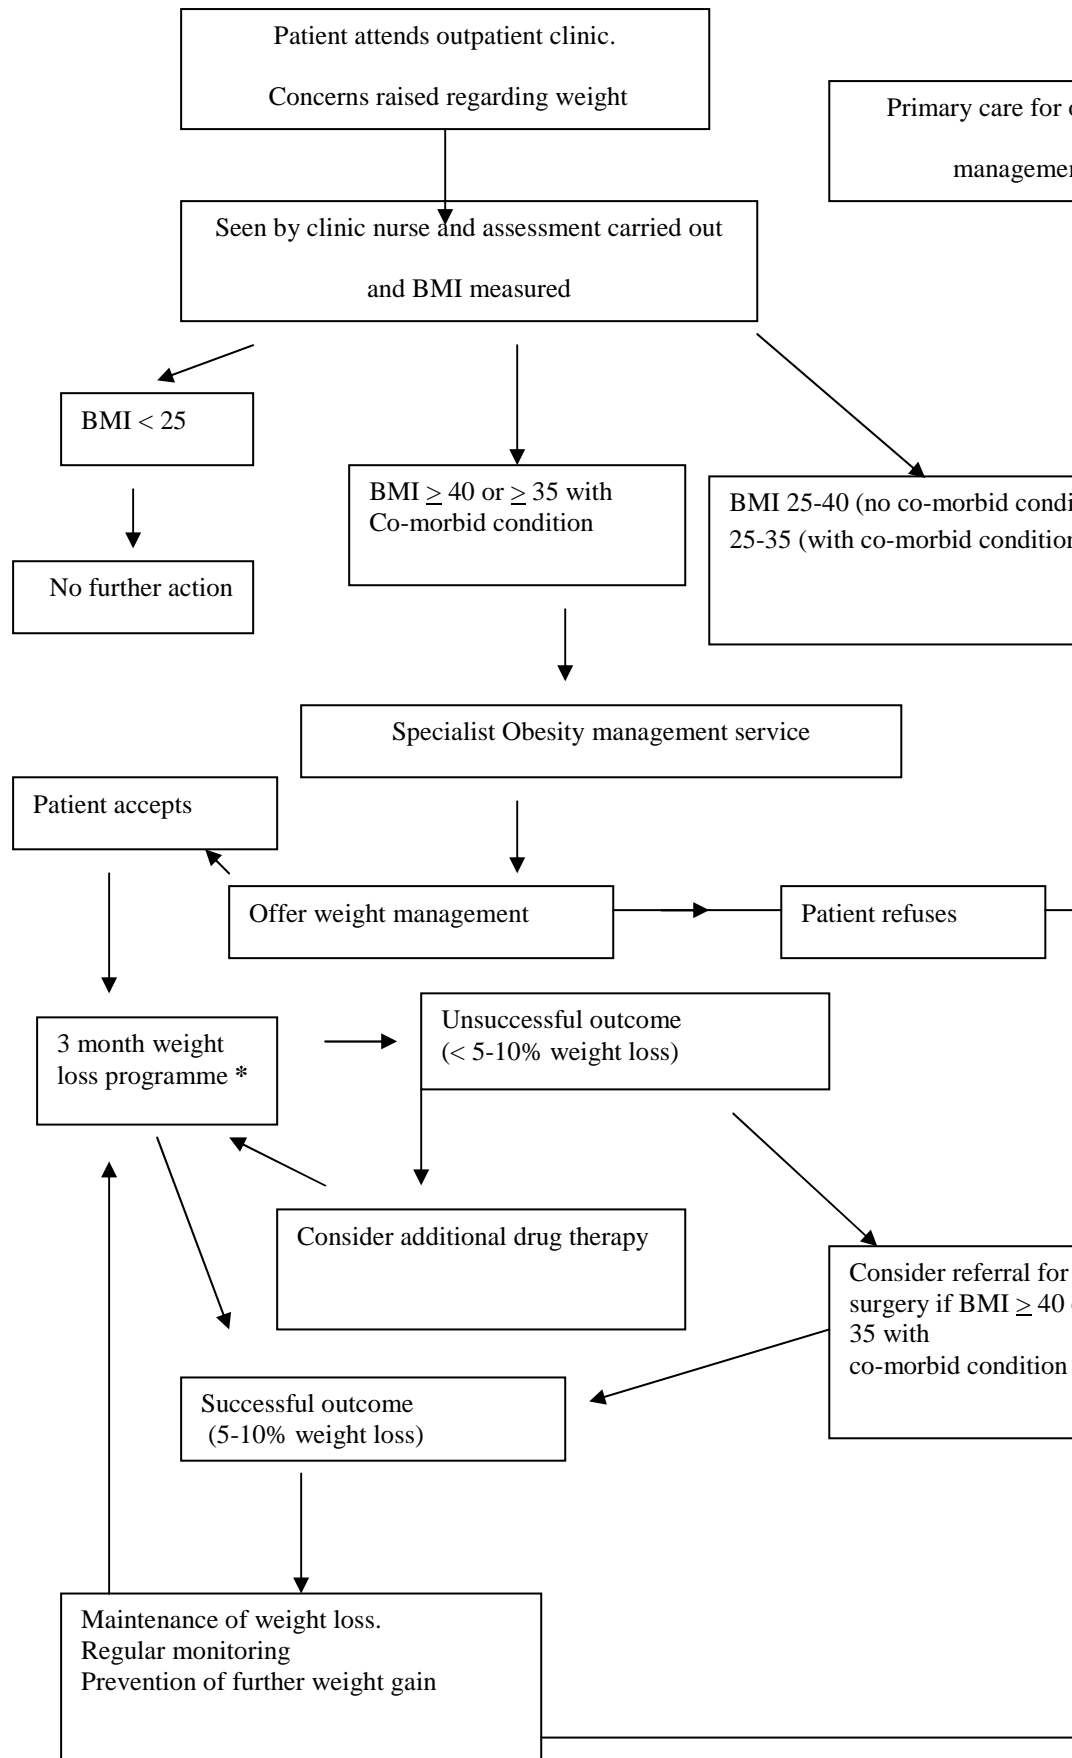 Patient attends outpatient clinic.
Concerns raised regarding weight
Primary care for
management
Seen by clinic nurse and assessment carried out
and BMI measured
BMI < 25
BMI ≥ 40 or ≥ 35 with
Co-morbid condition
BMI 25-40 (no co-morbid condi
25-35 (with co-morbid condition
No further action
Specialist Obesity management service
Patient accepts
Offer weight management
Patient refuses
3 month weight
loss programme *
Unsuccessful outcome
(< 5-10% weight loss)
Consider additional drug therapy
Consider referral for
surgery if BMI ≥ 40
35 with
co-morbid condition
Successful outcome
(5-10% weight loss)
Maintenance of weight loss.
Regular monitoring
Prevention of further weight gain